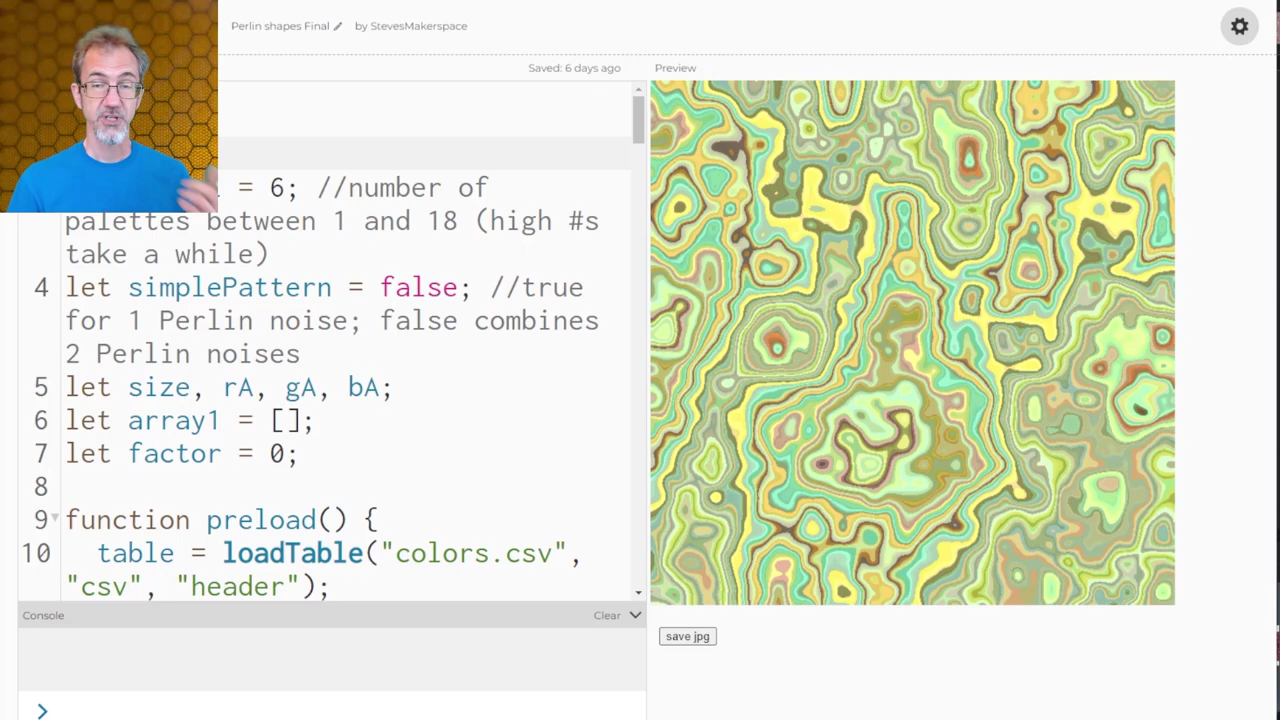 Perlin shapes Final by StevesMakerspace
Saved: 6 days ago
Preview
= 6; //number of
palettes between 1 and 18 (high #s
take a while)
4 let simplePattern = false; //true
for 1 Perlin noise; false combines
2 Perlin noises
5 let size, rA, gA, bA;
6 let array1 = [];
7 let factor = 0;
8
9 function preload() {
10 table = loadTable("colors.csv",
"csv", "header");
Console
Clear
>
save jpg